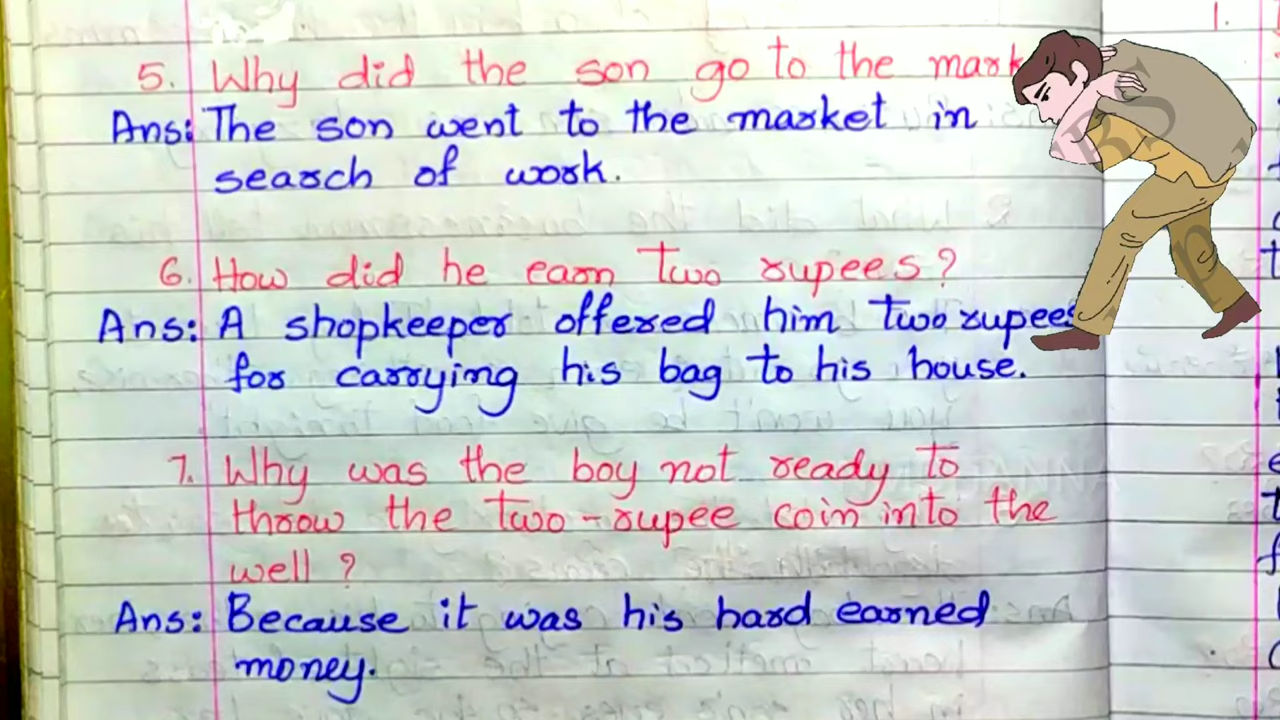 5. Why did the son go to the mark
Ans: The son went to the market in
search of work.
6. How did he earn two rupees?
Ans: A shopkeeper offered him two rupees
for carrying his bag to his house.
7. Why was the boy not ready to
throw the two-rupee coin into the
well?
Ans: Because it was his hard earned
money.
1.